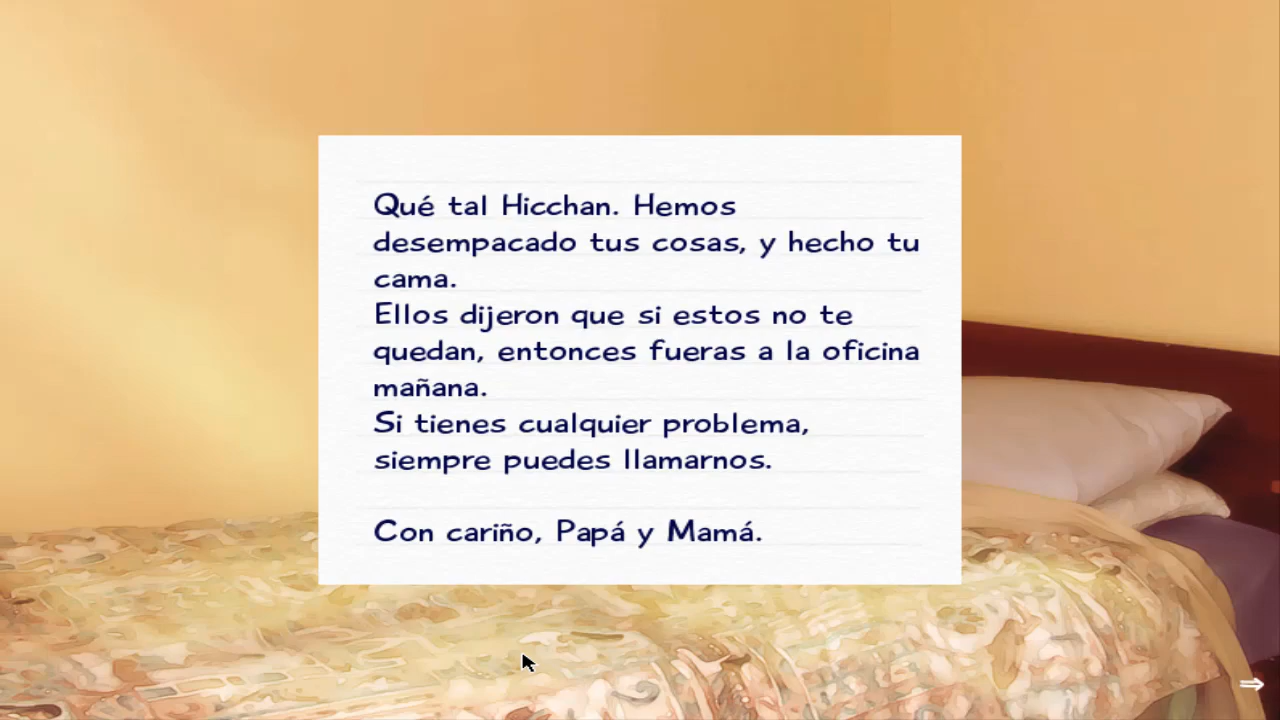 Qué tal Hicchan. Hemos
desempacado tus cosas, y hecho tu
cama.
Ellos dijeron que si estos no te
quedan, entonces fueras a la oficina
mañana.
Si tienes cualquier problema,
siempre puedes llamarnos.
Con cariño, Papá y Mamá.